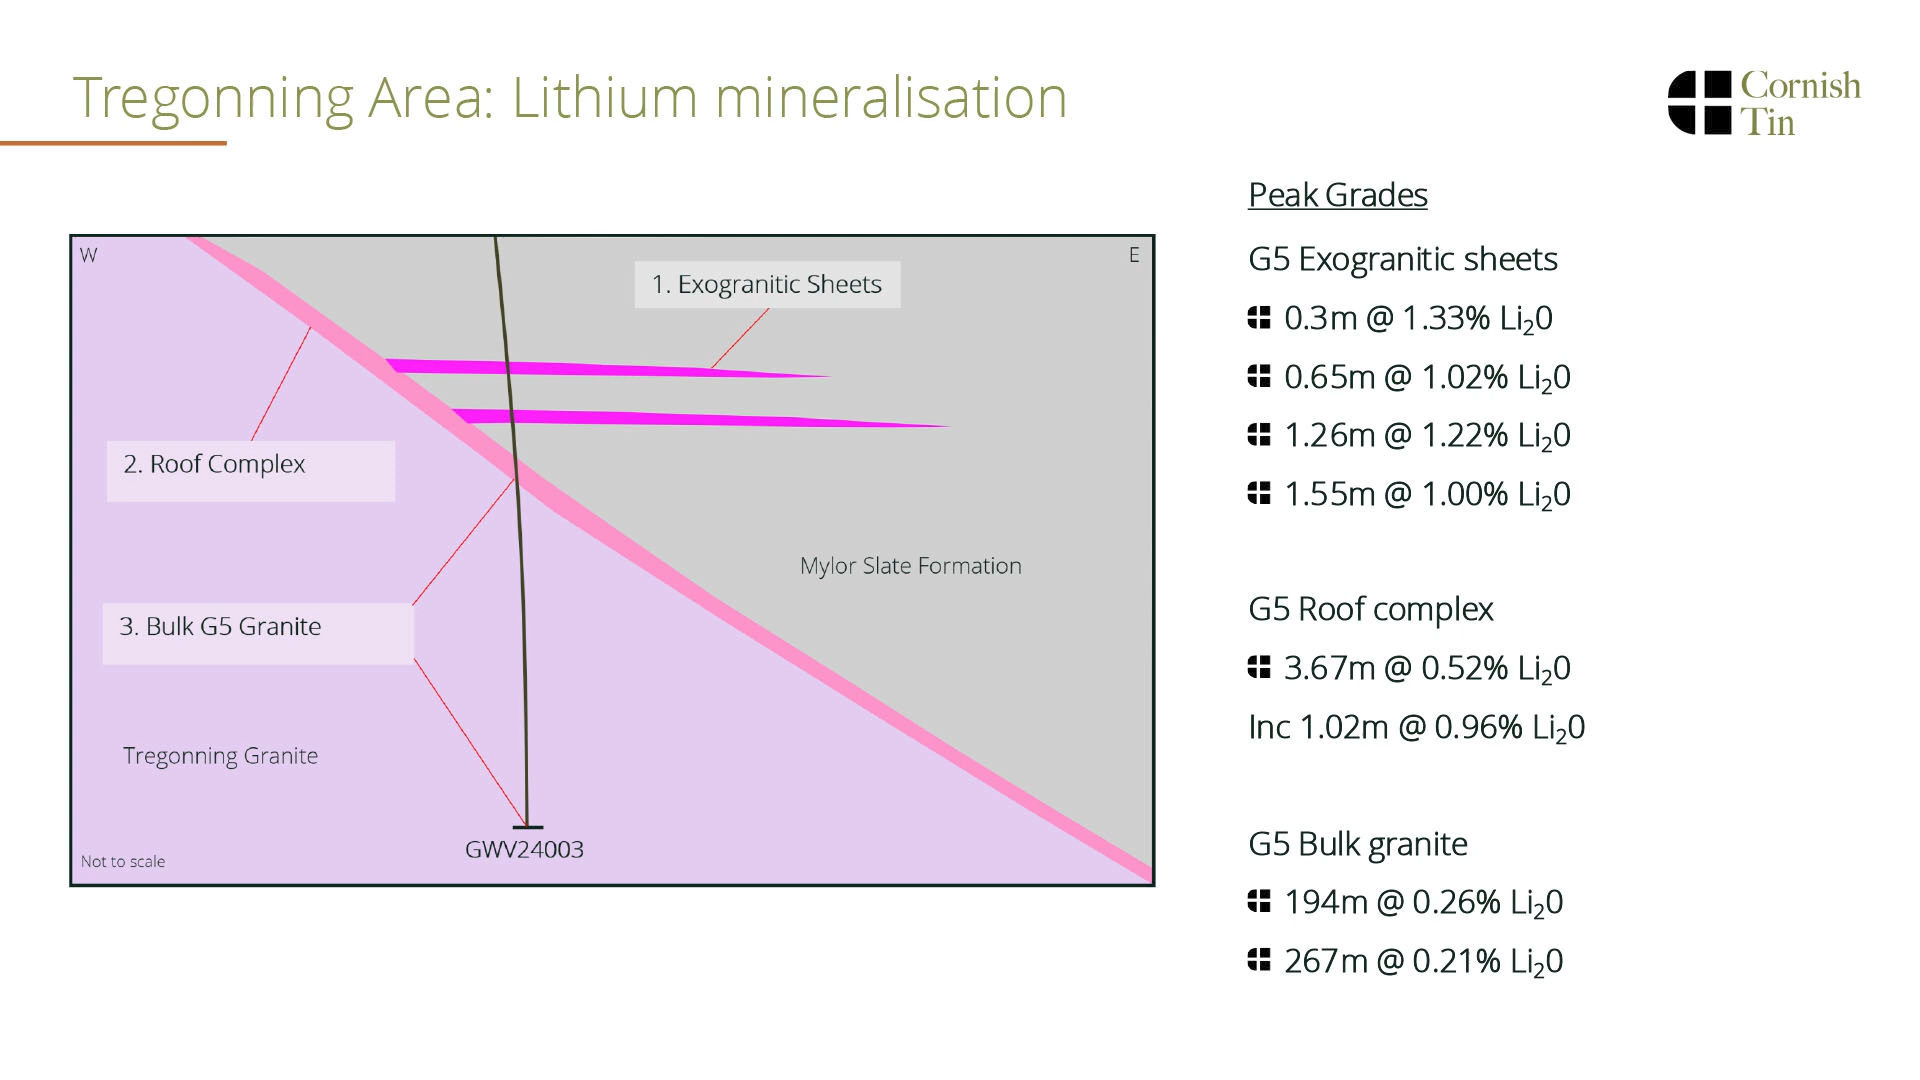 Tregonning Area: Lithium mineralisation
Cornish
Tin
W
E
1. Exogranitic Sheets
2. Roof Complex
3. Bulk G5 Granite
Mylor Slate Formation
Tregonning Granite
GWV24003
Not to scale
Peak Grades
G5 Exogranitic sheets
0.3m @ 1.33% Li₂0
0.65m @ 1.02% Li₂0
1.26m @ 1.22% Li₂0
1.55m @ 1.00% Li₂0
G5 Roof complex
3.67m @ 0.52% Li₂0
Inc 1.02m @ 0.96% Li₂0
G5 Bulk granite
194m @ 0.26% Li₂0
267m @ 0.21% Li₂0